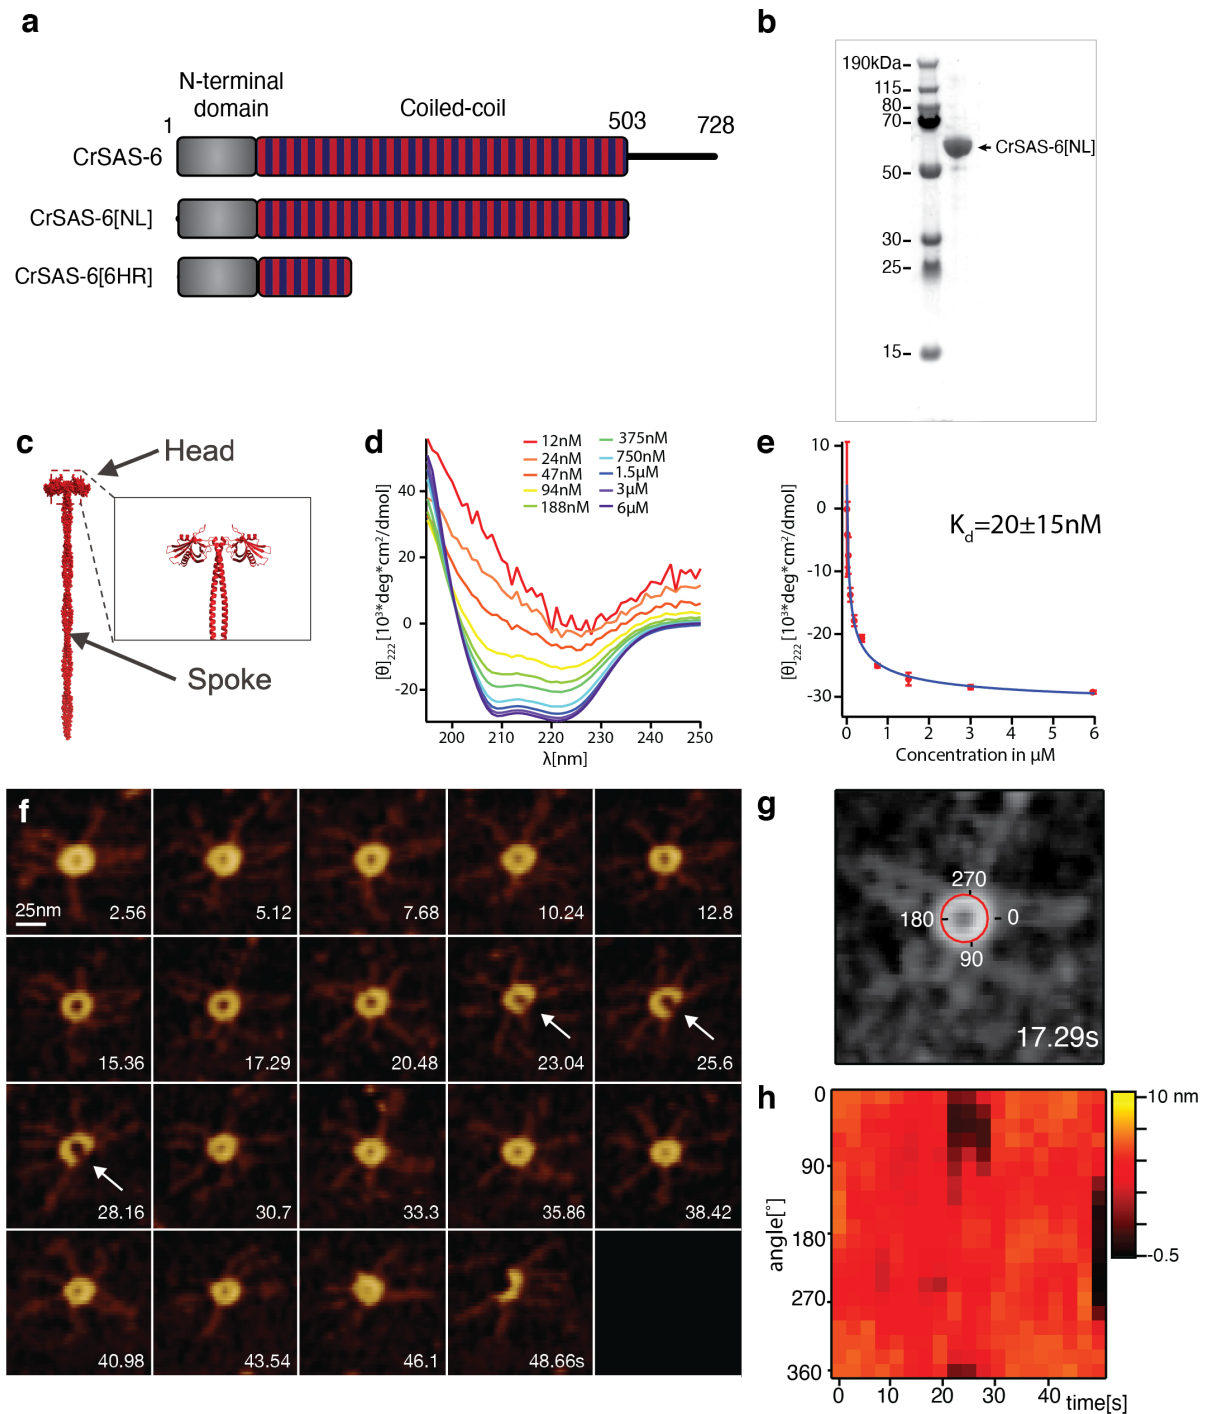 a
N-terminal
domain
Coiled-coil
1
503
728
CrSAS-6
CrSAS-6[NL]
CrSAS-6[6HR]
b
190kDa
115
80
70
50
30
25
15
CrSAS-6[NL]
c
Head
Spoke
d
12nM
24nM
47nM
94nM
188nM
375nM
750nM
1.5µM
3µM
6µM
[θ]222 [10³*deg*cm²/dmol]
40
20
0
-20
200 210 220 230 240 250
λ[nm]
e
Kd=20±15nM
[θ]222 [10³*deg*cm²/dmol]
10
0
-10
-20
-30
0 1 2 3 4 5 6
Concentration in µM
f
25nm
2.56
5.12
7.68
10.24
12.8
15.36
17.29
20.48
23.04
25.6
28.16
30.7
33.3
35.86
38.42
40.98
43.54
46.1
48.66s
g
270
180
0
90
17.29s
h
angle[°]
0
90
180
270
360
0 10 20 30 40 time[s]
10 nm
-0.5